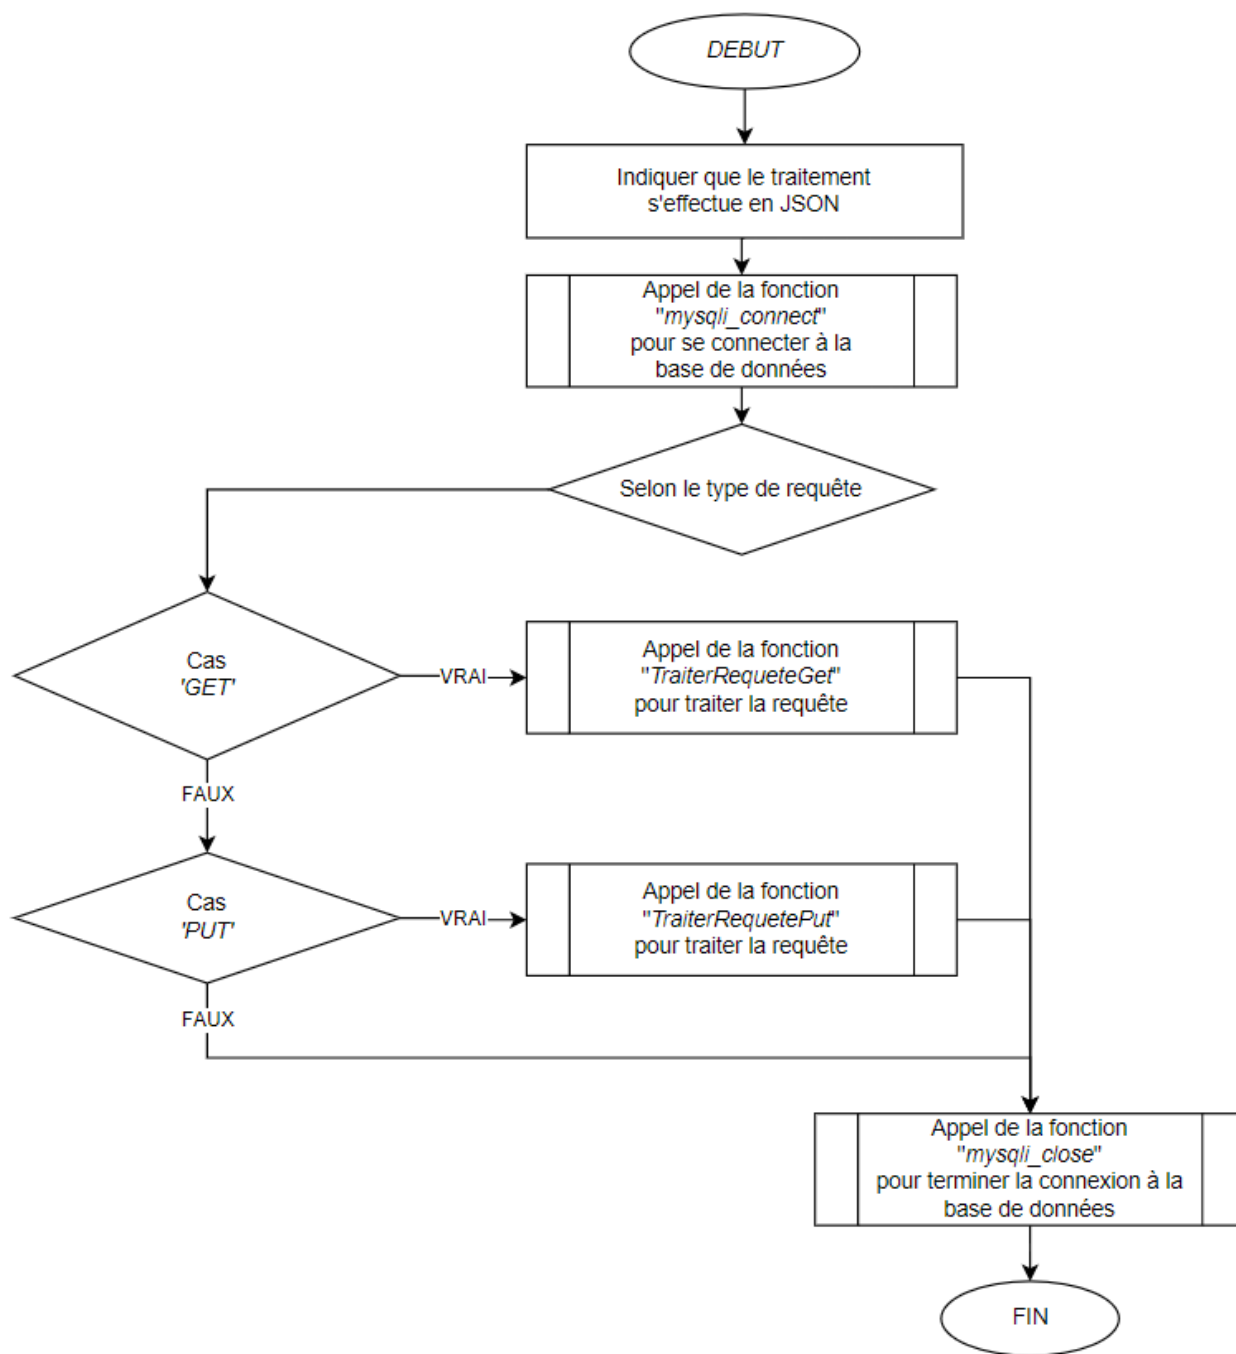 DEBUT
Indiquer que le traitement
s'effectue en JSON
Appel de la fonction
"mysqli_connect"
pour se connecter à la
base de données
Selon le type de requête
Cas
'GET'
VRAI
Appel de la fonction
"TraiterRequeteGet"
pour traiter la requête
FAUX
Cas
'PUT'
VRAI
Appel de la fonction
"TraiterRequetePut"
pour traiter la requête
FAUX
Appel de la fonction
"mysqli_close"
pour terminer la connexion à la
base de données
FIN